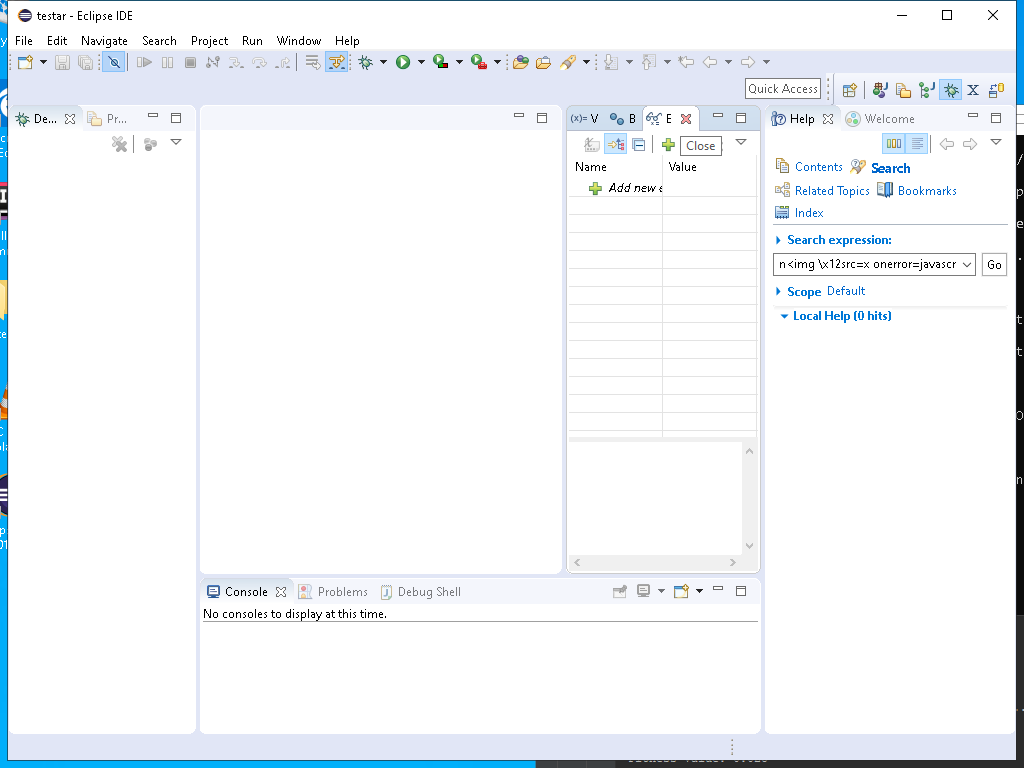 testar - Eclipse IDE
File Edit Navigate Search Project Run Window Help
Quick Access
De... Pr...
(x)= V B E
Close
Name Value
Add new e
Help Welcome
Contents Search
Related Topics Bookmarks
Index
Search expression:
n<img \x12src=x onerror=javascr Go
Scope Default
Local Help (0 hits)
Console Problems Debug Shell
No consoles to display at this time.